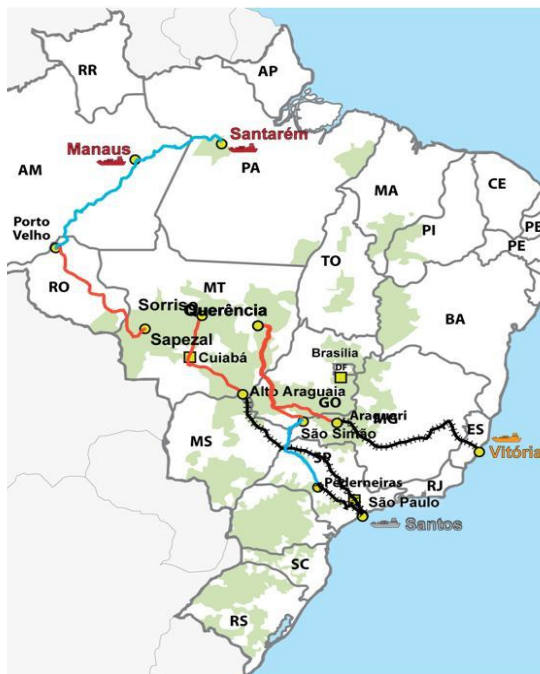 RR
AP
Manaus
Santarém
AM
PA
MA
CE
Porto
Velho
PI
PB
PE
PE
RO
MT
TO
Sorriso
Querência
Sapezal
Cuiabá
BA
Brasília
DF
Alto Araguaia
GO
MG
Araguari
MS
São Simão
ES
Vitória
SP
Pederneiras
RJ
São Paulo
Santos
SC
RS